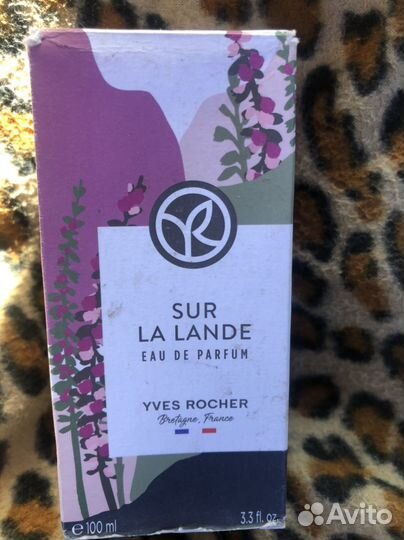 SUR
LA LANDE
EAU DE PARFUM
YVES ROCHER
Bretagne, France
℮ 100 ml 3.3 fl. oz
Avito